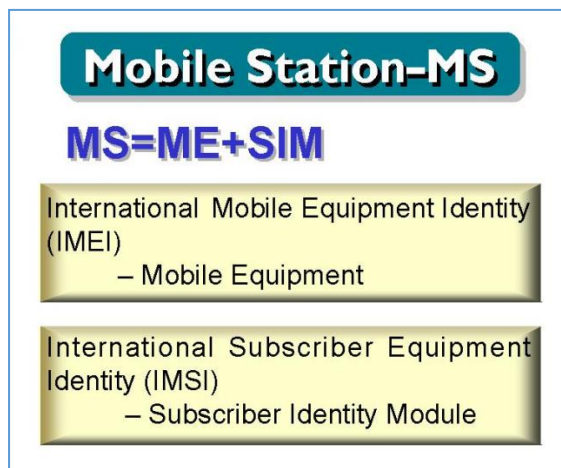 Mobile Station-MS
MS=ME+SIM
International Mobile Equipment Identity
(IMEI)
– Mobile Equipment
International Subscriber Equipment
Identity (IMSI)
– Subscriber Identity Module